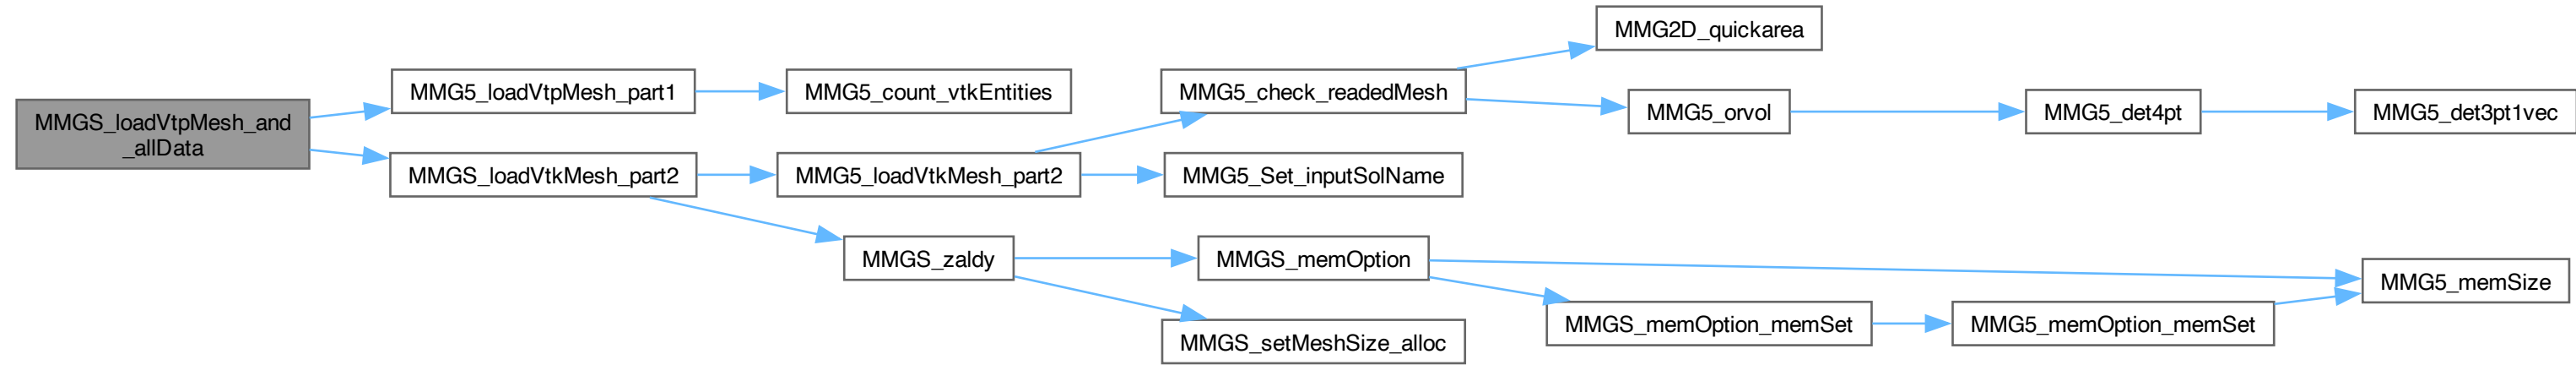 MMGS_loadVtpMesh_and
_allData
MMG5_loadVtpMesh_part1
MMG5_count_vtkEntities
MMGS_loadVtkMesh_part2
MMG5_loadVtkMesh_part2
MMG5_check_readedMesh
MMG2D_quickarea
MMG5_orvol
MMG5_det4pt
MMG5_det3pt1vec
MMG5_Set_inputSolName
MMGS_zaldy
MMGS_memOption
MMG5_memSize
MMGS_memOption_memSet
MMG5_memOption_memSet
MMGS_setMeshSize_alloc